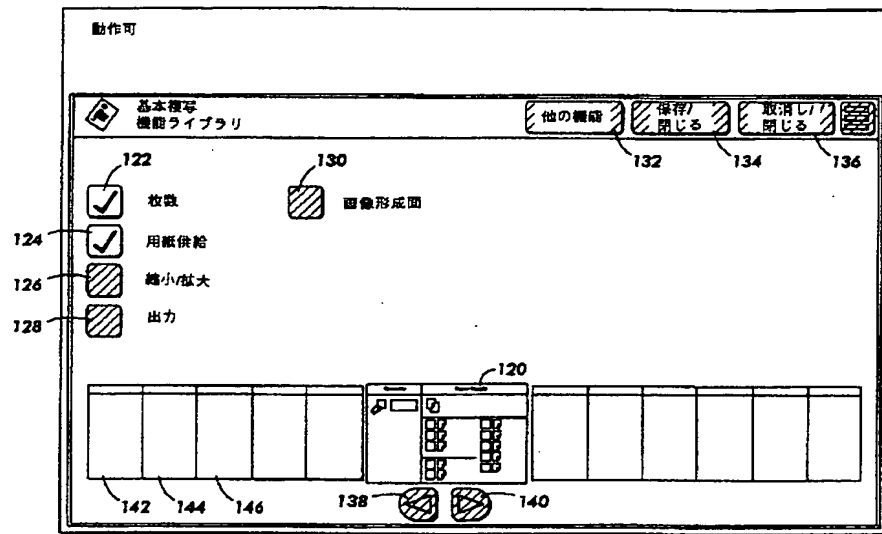 動作可
基本複写
機能ライブラリ
他の機能
保存/
閉じる
取消し/
閉じる
122
130
132
134
136
枚数
画像形成面
124
用紙供給
126
縮小/拡大
128
出力
120
142
144
146
138
140